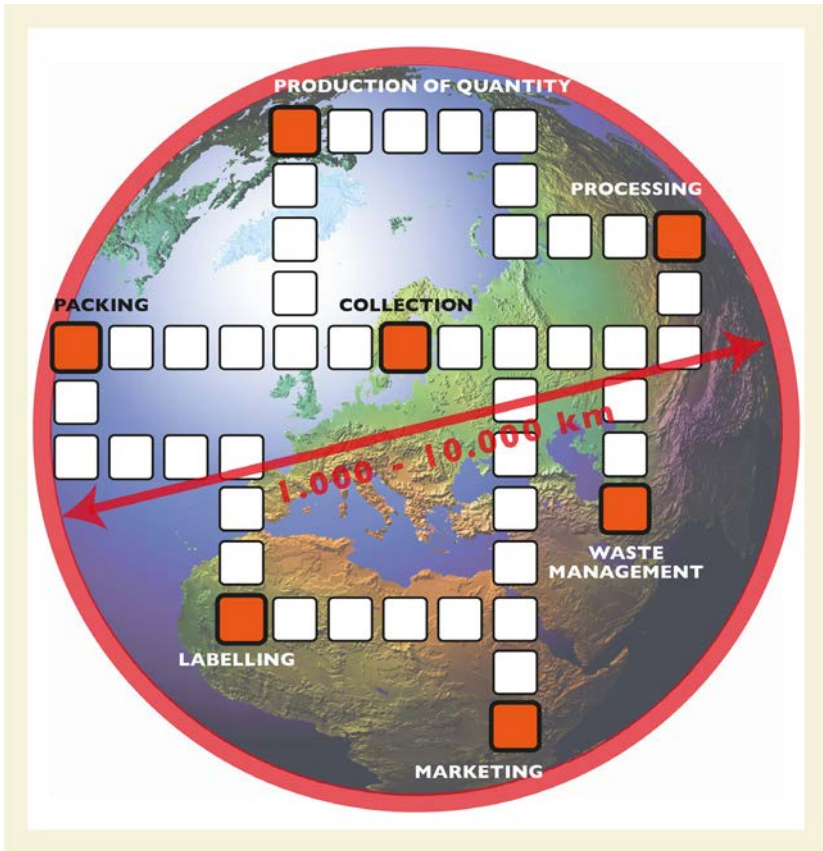 PRODUCTION OF QUANTITY
PROCESSING
PACKING
COLLECTION
1.000 - 10.000 km
WASTE
MANAGEMENT
LABELLING
MARKETING